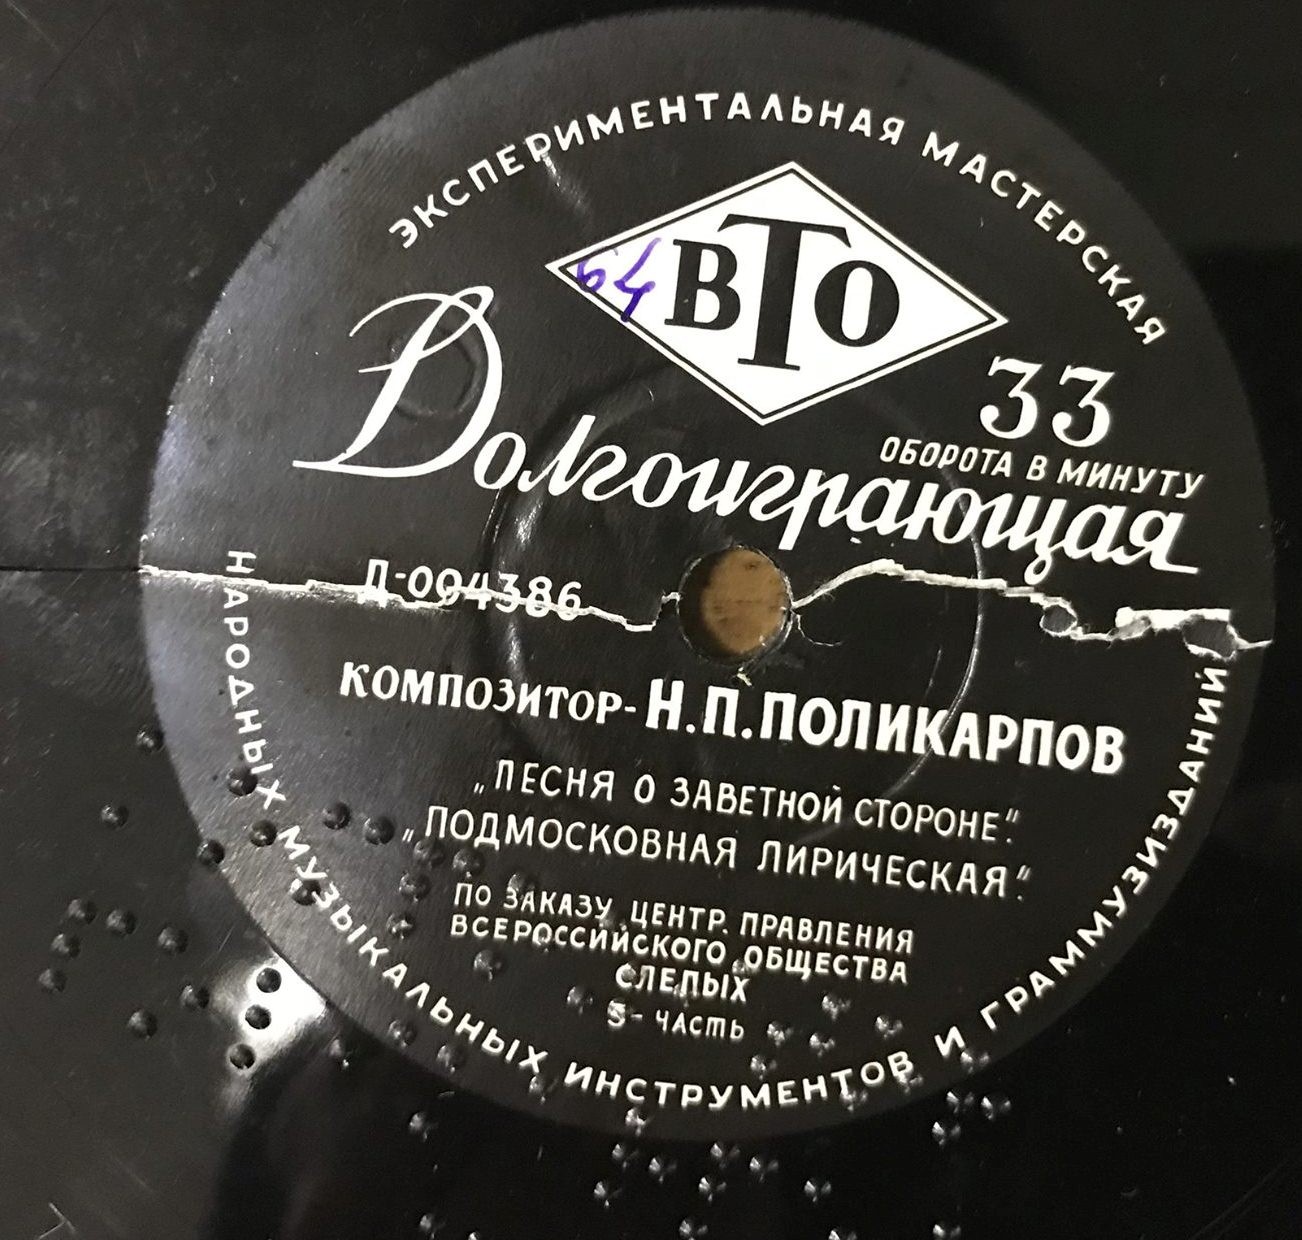 ЭКСПЕРИМЕНТАЛЬНАЯ МАСТЕРСКАЯ
64
ВТО
33
ОБОРОТА В МИНУТУ
Долгоиграющая
Д-004386
КОМПОЗИТОР-Н.П.ПОЛИКАРПОВ
„ПЕСНЯ О ЗАВЕТНОЙ СТОРОНЕ".
„ПОДМОСКОВНАЯ ЛИРИЧЕСКАЯ".
ПО ЗАКАЗУ ЦЕНТР. ПРАВЛЕНИЯ
ВСЕРОССИЙСКОГО ОБЩЕСТВА
СЛЕПЫХ
5- ЧАСТЬ
НАРОДНЫХ МУЗЫКАЛЬНЫХ ИНСТРУМЕНТОВ И ГРАММУЗИЗДАНИЙ